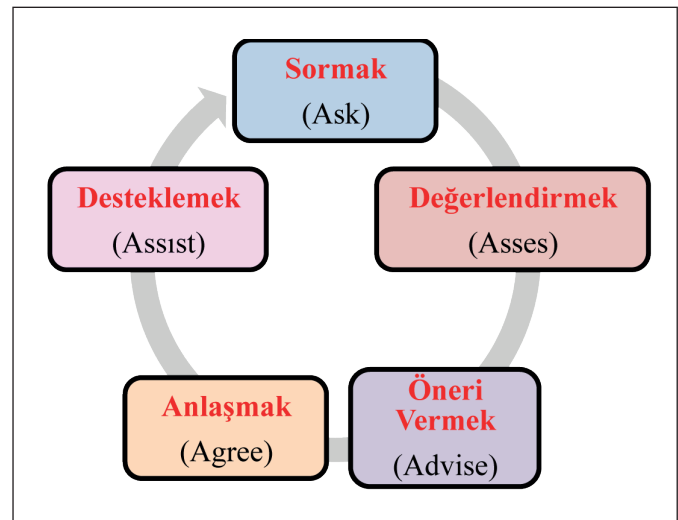 Sormak
(Ask)
Değerlendirmek
(Asses)
Öneri
Vermek
(Advise)
Anlaşmak
(Agree)
Desteklemek
(Assıst)